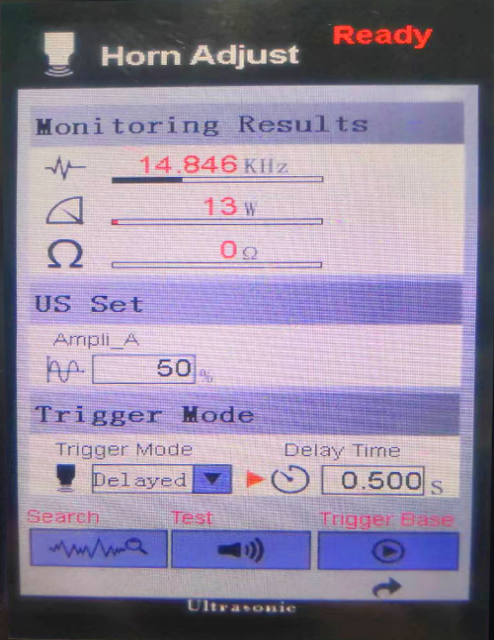 Ready
Horn Adjust
Monitoring Results
14.846 KHz
13 W
0 Ω
US Set
Ampli_A
50 %
Trigger Mode
Trigger Mode Delay Time
Delayed 0.500 S
Search Test Trigger Base
Ultrasonic